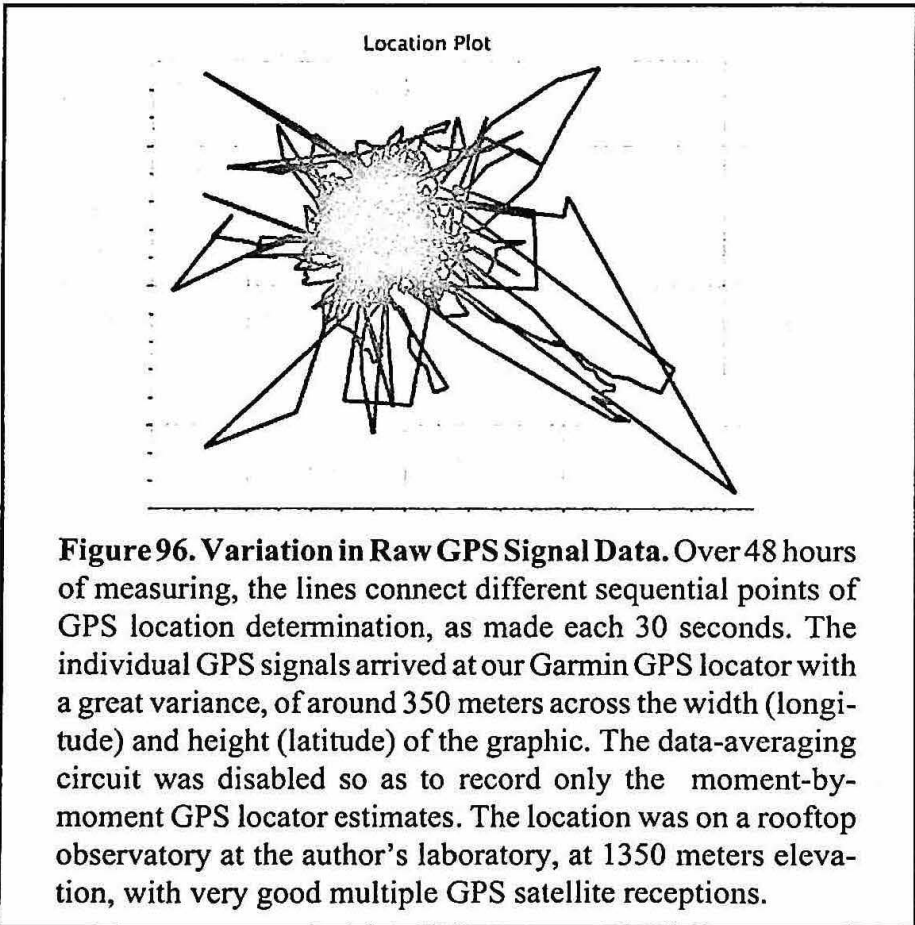 Location Plot
Figure 96. Variation in Raw GPS Signal Data. Over 48 hours
of measuring, the lines connect different sequential points of
GPS location determination, as made each 30 seconds. The
individual GPS signals arrived at our Garmin GPS locator with
a great variance, of around 350 meters across the width (longi-
tude) and height (latitude) of the graphic. The data-averaging
circuit was disabled so as to record only the moment-by-
moment GPS locator estimates. The location was on a rooftop
observatory at the author's laboratory, at 1350 meters eleva-
tion, with very good multiple GPS satellite receptions.